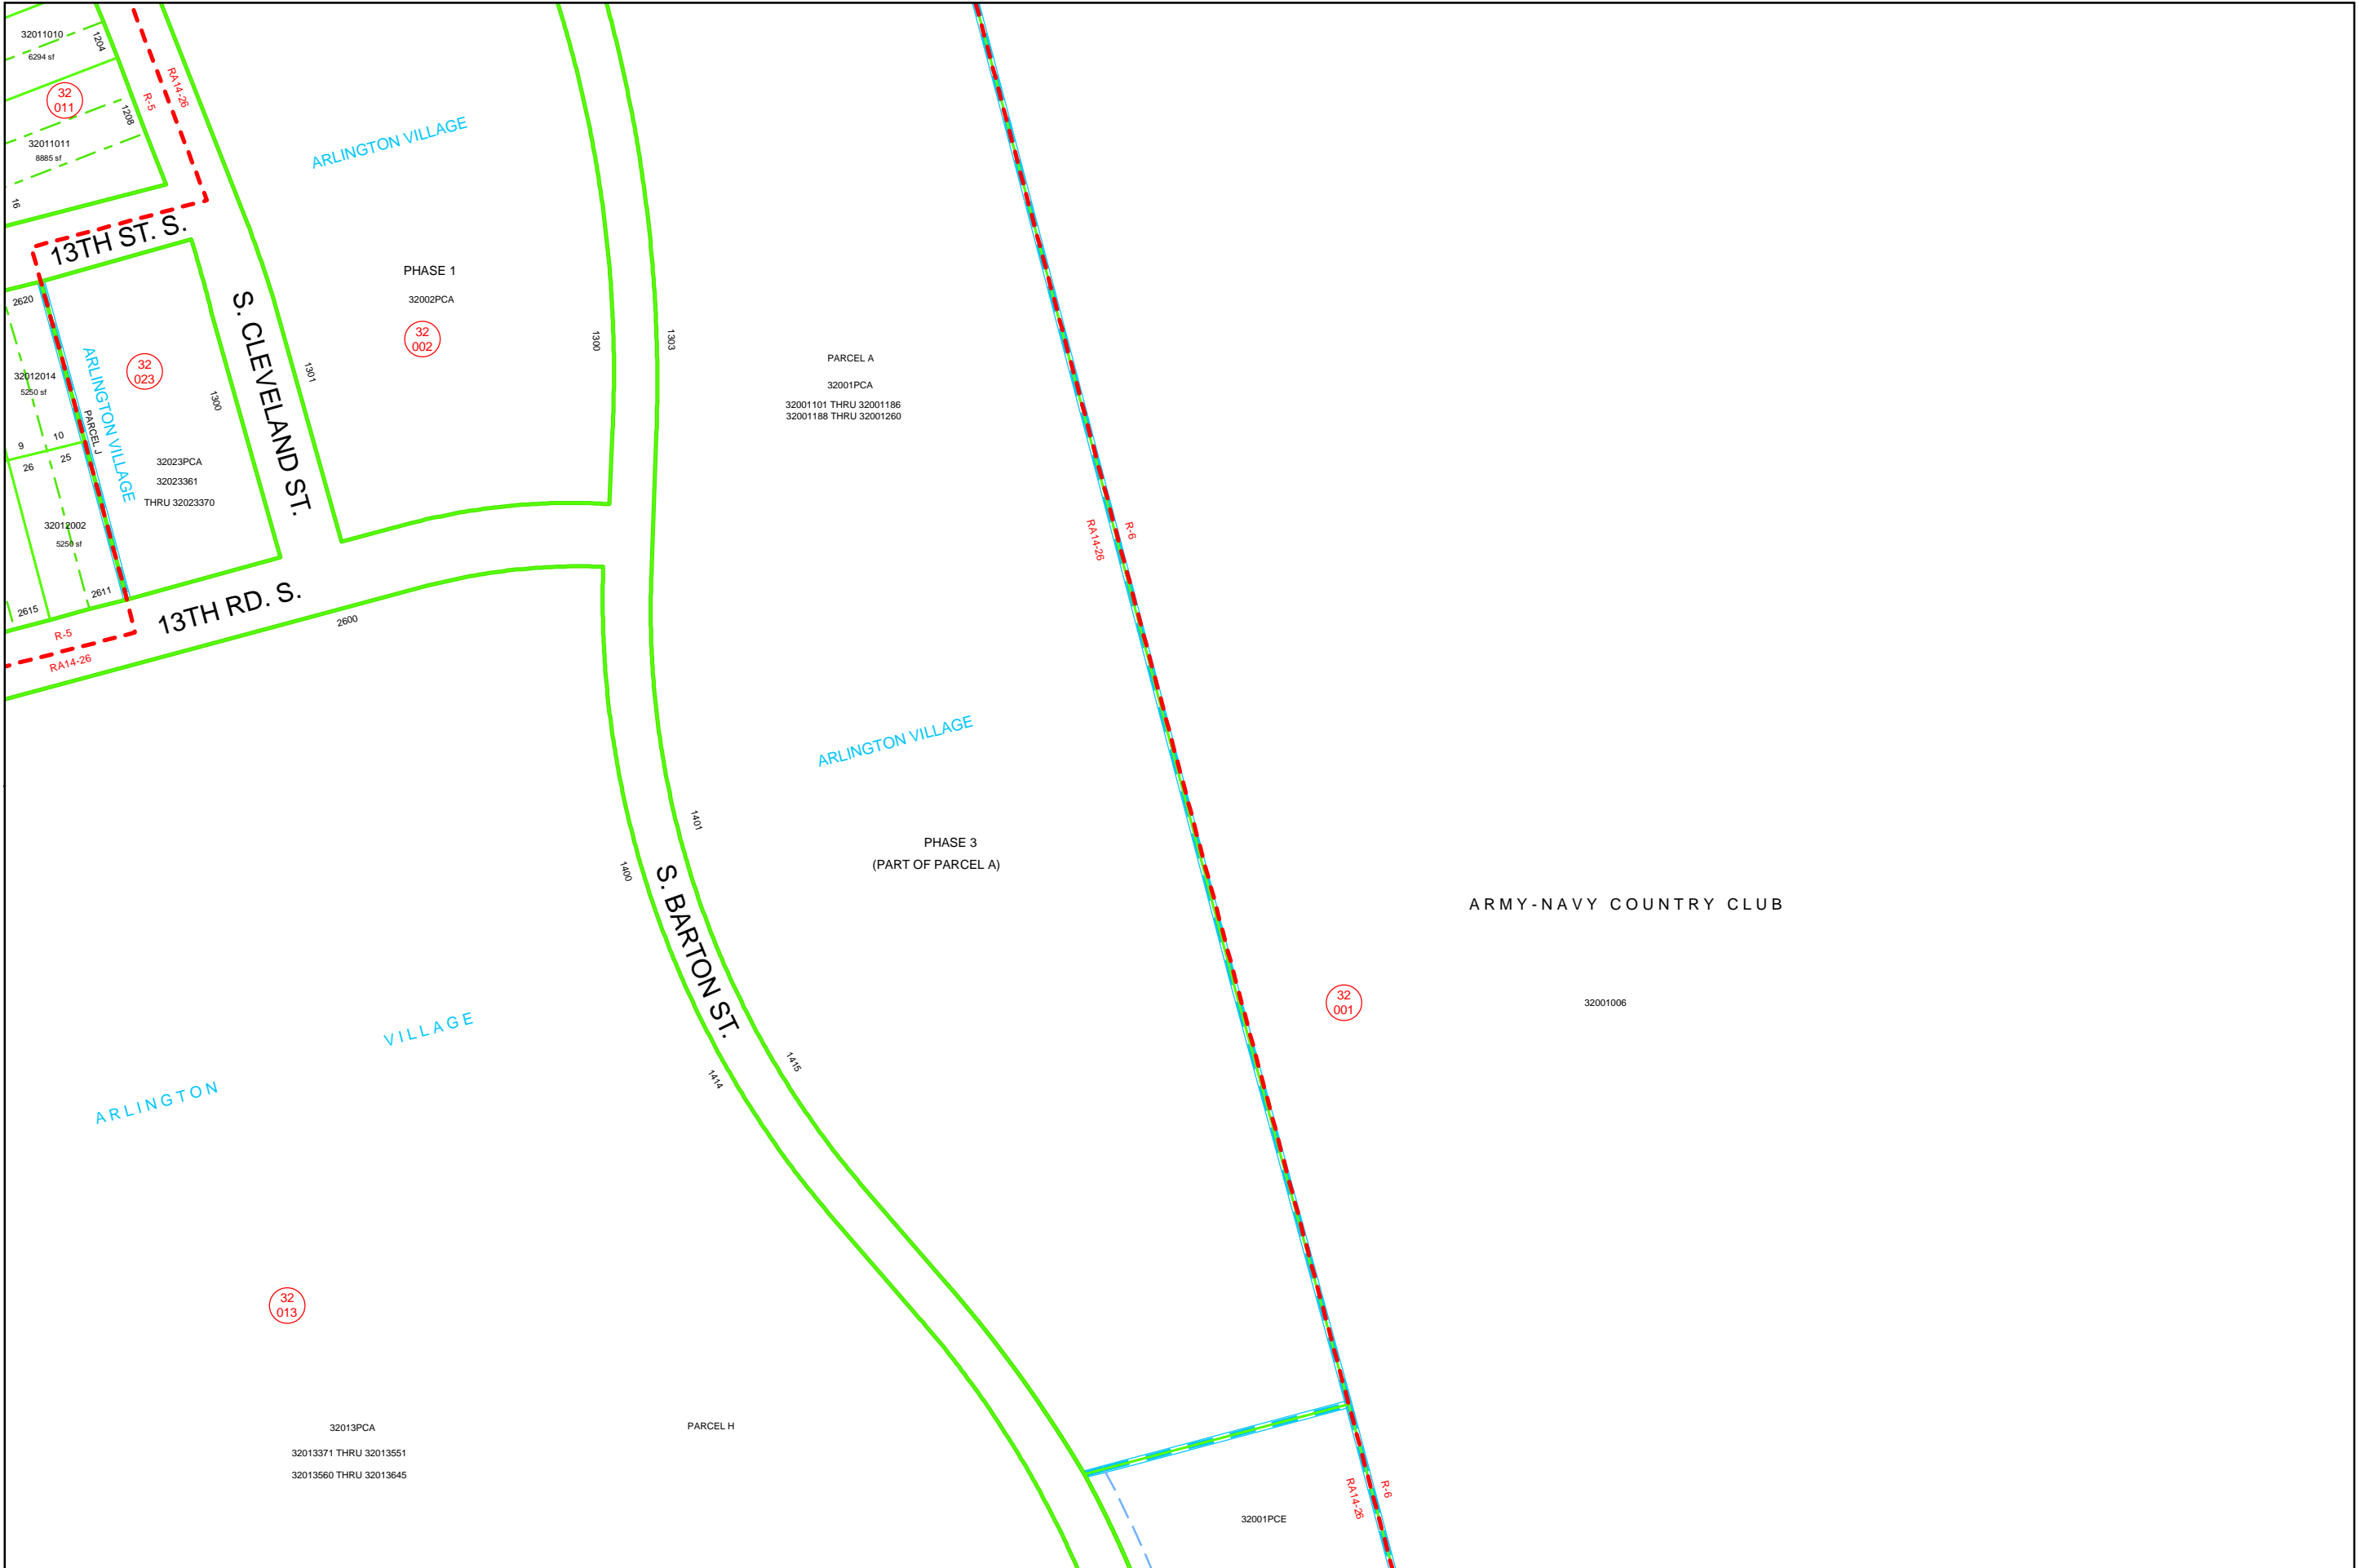 32011010
6294 sf
1204
32
011
R-5
RA14-26
1208
32011011
8885 sf
16
13TH ST. S.
ARLINGTON VILLAGE
PHASE 1
32002PCA
32
002
1300
1303
2620
32012014
5250 sf
9
10
26
25
32012002
5250 sf
2615
2611
ARLINGTON VILLAGE
PARCEL J
32
023
1300
32023PCA
32023361
THRU 32023370
S. CLEVELAND ST.
1301
13TH RD. S.
2600
R-5
RA14-26
PARCEL A
32001PCA
32001101 THRU 32001186
32001188 THRU 32001260
RA14-26
R-6
ARLINGTON VILLAGE
PHASE 3
(PART OF PARCEL A)
1401
1400
S. BARTON ST.
1415
1414
ARMY-NAVY COUNTRY CLUB
32
001
32001006
ARLINGTON
VILLAGE
32
013
32013PCA
32013371 THRU 32013551
32013560 THRU 32013645
PARCEL H
32001PCE
RA14-26
R-6